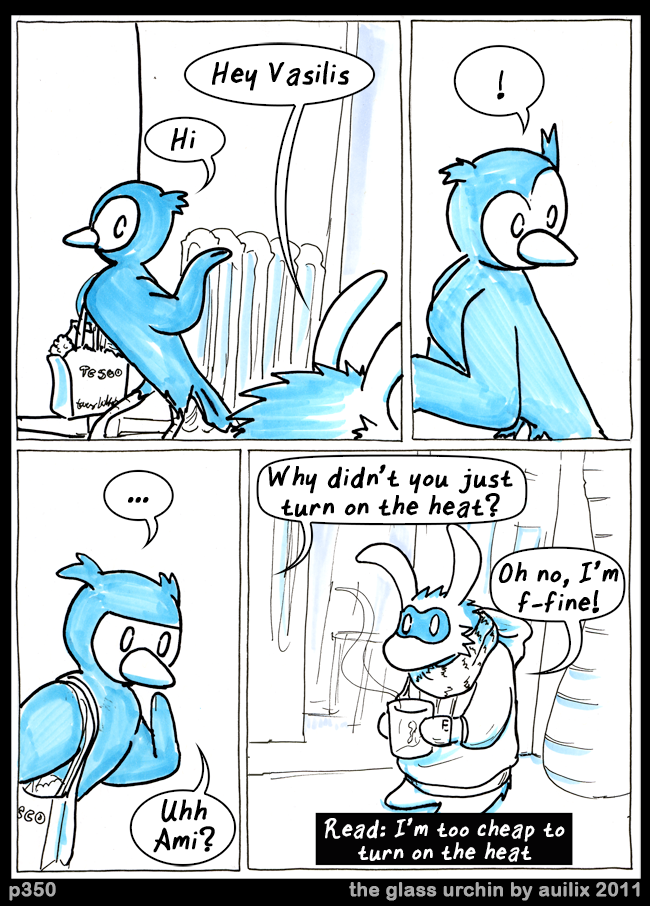 Hey Vasilis
Hi
TESCO
!
...
SCO
Uhh
Ami?
Why didn't you just
turn on the heat?
Oh no, I'm
f-fine!
Read: I'm too cheap to
turn on the heat
p350
the glass urchin by auilix 2011